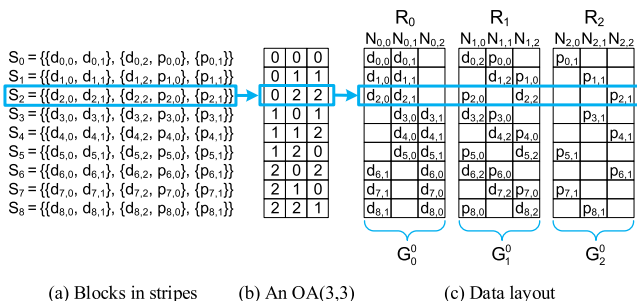 R0 R1 R2
N0,0 N0,1 N0,2 N1,0 N1,1 N1,2 N2,0 N2,1 N2,2
S0 = {{d0,0, d0,1}, {d0,2, p0,0}, {p0,1}} 0 0 0 d0,0 d0,1 d0,2 p0,0 p0,1
S1 = {{d1,0, d1,1}, {d1,2, p1,0}, {p1,1}} 0 1 1 d1,0 d1,1 d1,2 p1,0 p1,1
S2 = {{d2,0, d2,1}, {d2,2, p2,0}, {p2,1}} 0 2 2 d2,0 d2,1 p2,0 d2,2 p2,1
S3 = {{d3,0, d3,1}, {d3,2, p3,0}, {p3,1}} 1 0 1 d3,0 d3,1 d3,2 p3,0 p3,1
S4 = {{d4,0, d4,1}, {d4,2, p4,0}, {p4,1}} 1 1 2 d4,0 d4,1 d4,2 p4,0 p4,1
S5 = {{d5,0, d5,1}, {d5,2, p5,0}, {p5,1}} 1 2 0 d5,0 d5,1 p5,0 d5,2 p5,1
S6 = {{d6,0, d6,1}, {d6,2, p6,0}, {p6,1}} 2 0 2 d6,1 d6,0 d6,2 p6,0 p6,1
S7 = {{d7,0, d7,1}, {d7,2, p7,0}, {p7,1}} 2 1 0 d7,1 d7,0 d7,2 p7,0 p7,1
S8 = {{d8,0, d8,1}, {d8,2, p8,0}, {p8,1}} 2 2 1 d8,1 d8,0 p8,0 d8,2 p8,1
G⁰0 G⁰1 G⁰2
(a) Blocks in stripes (b) An OA(3,3) (c) Data layout